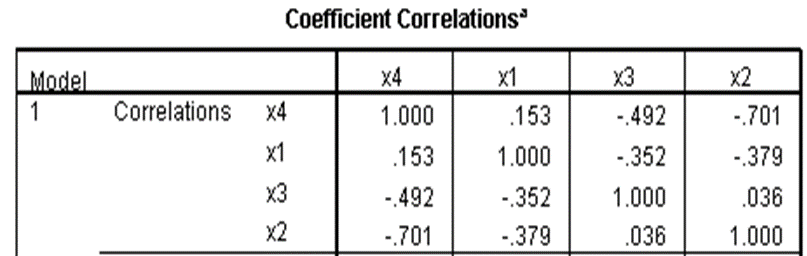 Coefficient Correlationsᵃ
Model x4 x1 x3 x2
1 Correlations x4 1.000 .153 -.492 -.701
x1 .153 1.000 -.352 -.379
x3 -.492 -.352 1.000 .036
x2 -.701 -.379 .036 1.000